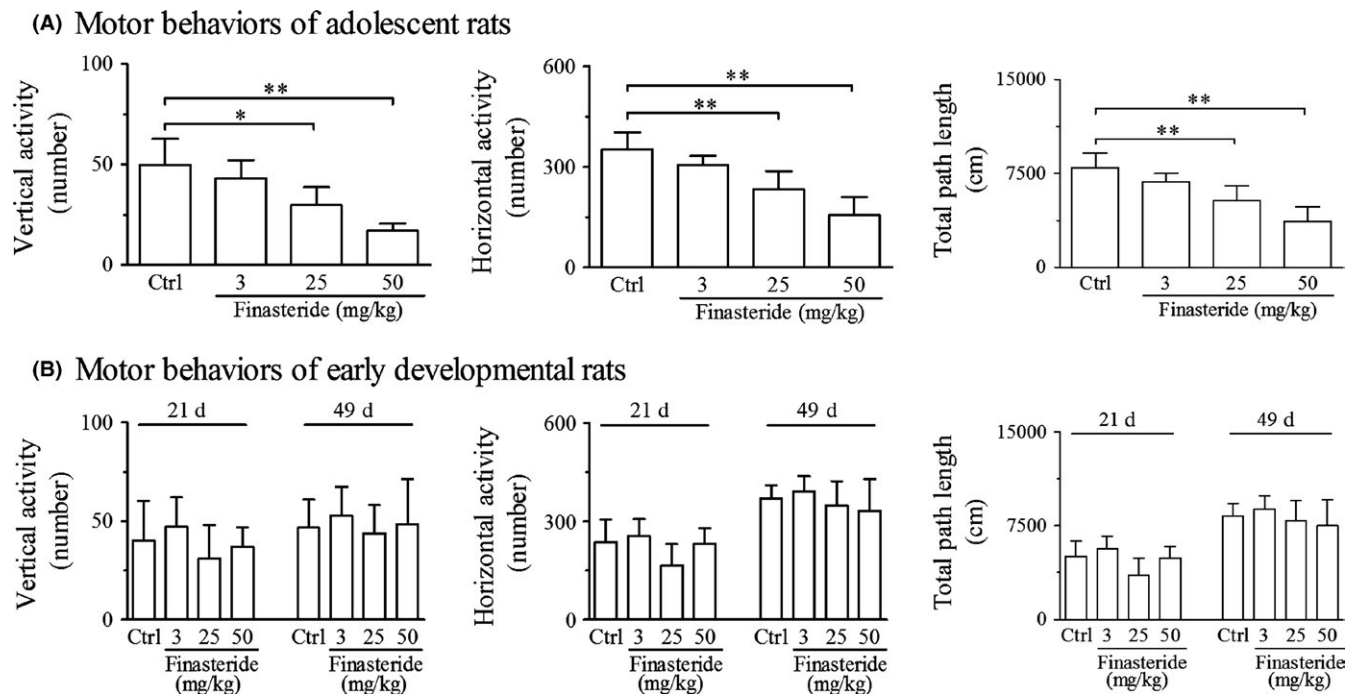 (A) Motor behaviors of adolescent rats
Vertical activity
(number)
100
50
0
**
*
Ctrl 3 25 50
Finasteride (mg/kg)
Horizontal activity
(number)
600
300
0
**
**
Ctrl 3 25 50
Finasteride (mg/kg)
Total path length
(cm)
15000
7500
0
**
**
Ctrl 3 25 50
Finasteride (mg/kg)
(B) Motor behaviors of early developmental rats
Vertical activity
(number)
100
50
0
21 d 49 d
Ctrl 3 25 50 Ctrl 3 25 50
Finasteride Finasteride
(mg/kg) (mg/kg)
Horizontal activity
(number)
600
300
0
21 d 49 d
Ctrl 3 25 50 Ctrl 3 25 50
Finasteride Finasteride
(mg/kg) (mg/kg)
Total path length
(cm)
15000
7500
0
21 d 49 d
Ctrl 3 25 50 Ctrl 3 25 50
Finasteride Finasteride
(mg/kg) (mg/kg)